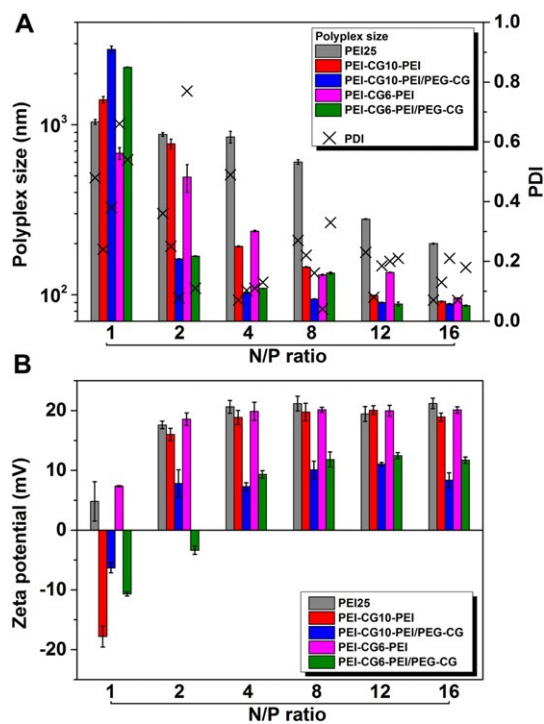 A
Polyplex size (nm)
10³
10²
Polyplex size
PEI25
PEI-CG10-PEI
PEI-CG10-PEI/PEG-CG
PEI-CG6-PEI
PEI-CG6-PEI/PEG-CG
PDI
1.0
0.8
0.6
0.4
0.2
0.0
PDI
1 2 4 8 12 16
N/P ratio
B
Zeta potential (mV)
20
10
0
-10
-20
PEI25
PEI-CG10-PEI
PEI-CG10-PEI/PEG-CG
PEI-CG6-PEI
PEI-CG6-PEI/PEG-CG
1 2 4 8 12 16
N/P ratio